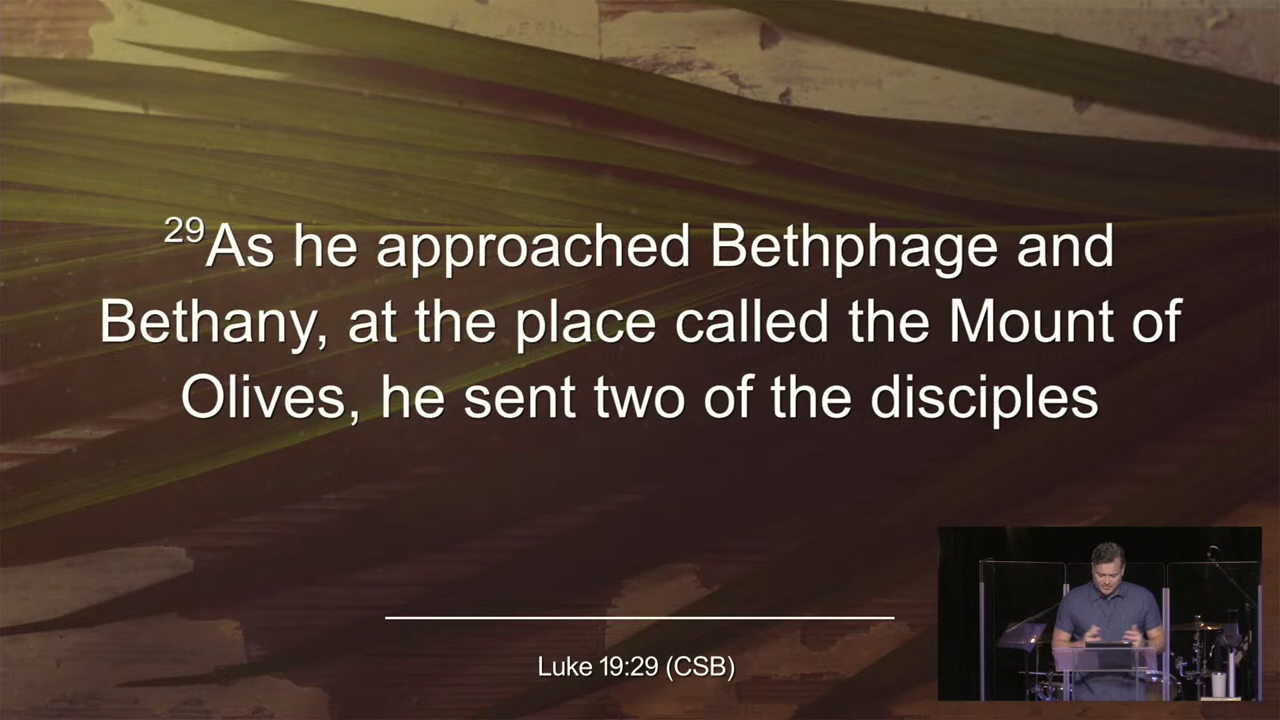 29As he approached Bethphage and
Bethany, at the place called the Mount of
Olives, he sent two of the disciples
Luke 19:29 (CSB)